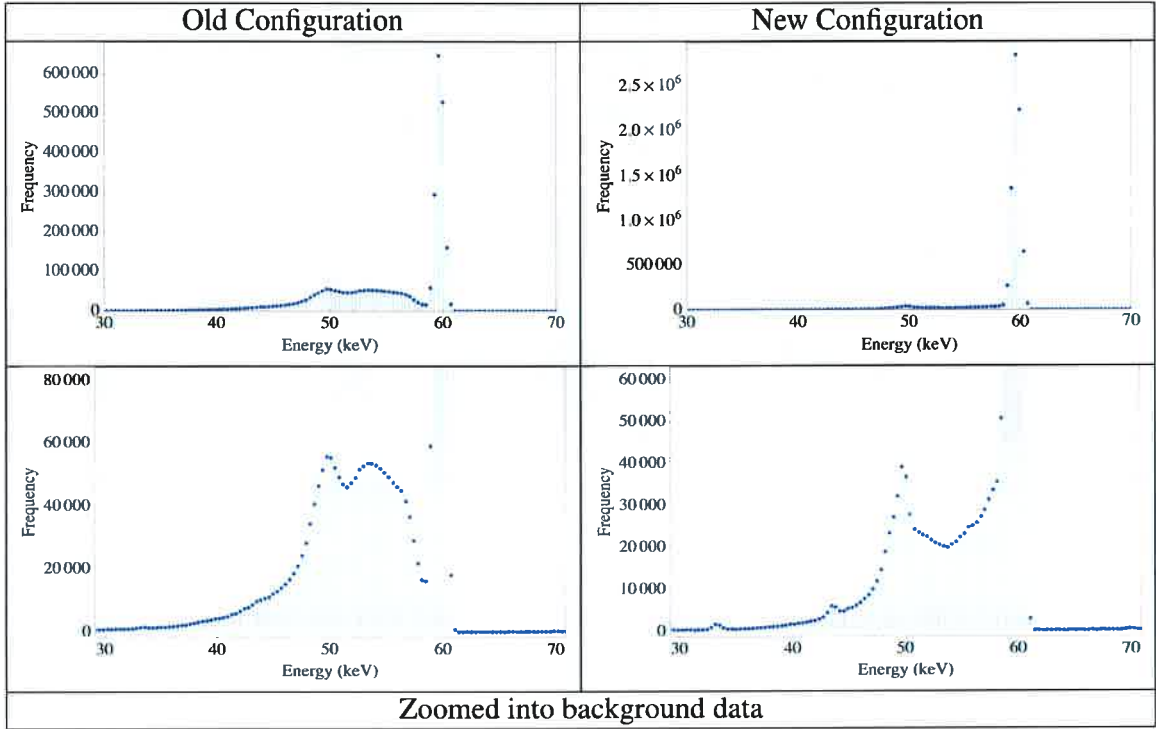 Old Configuration
New Configuration
Frequency
600 000
500 000
400 000
300 000
200 000
100 000
0
30 40 50 60 70
Energy (keV)
Frequency
2.5 × 10⁶
2.0 × 10⁶
1.5 × 10⁶
1.0 × 10⁶
500 000
0
30 40 50 60 70
Energy (keV)
Frequency
80 000
60 000
40 000
20 000
0
30 40 50 60 70
Energy (keV)
Frequency
60 000
50 000
40 000
30 000
20 000
10 000
0
30 40 50 60 70
Energy (keV)
Zoomed into background data